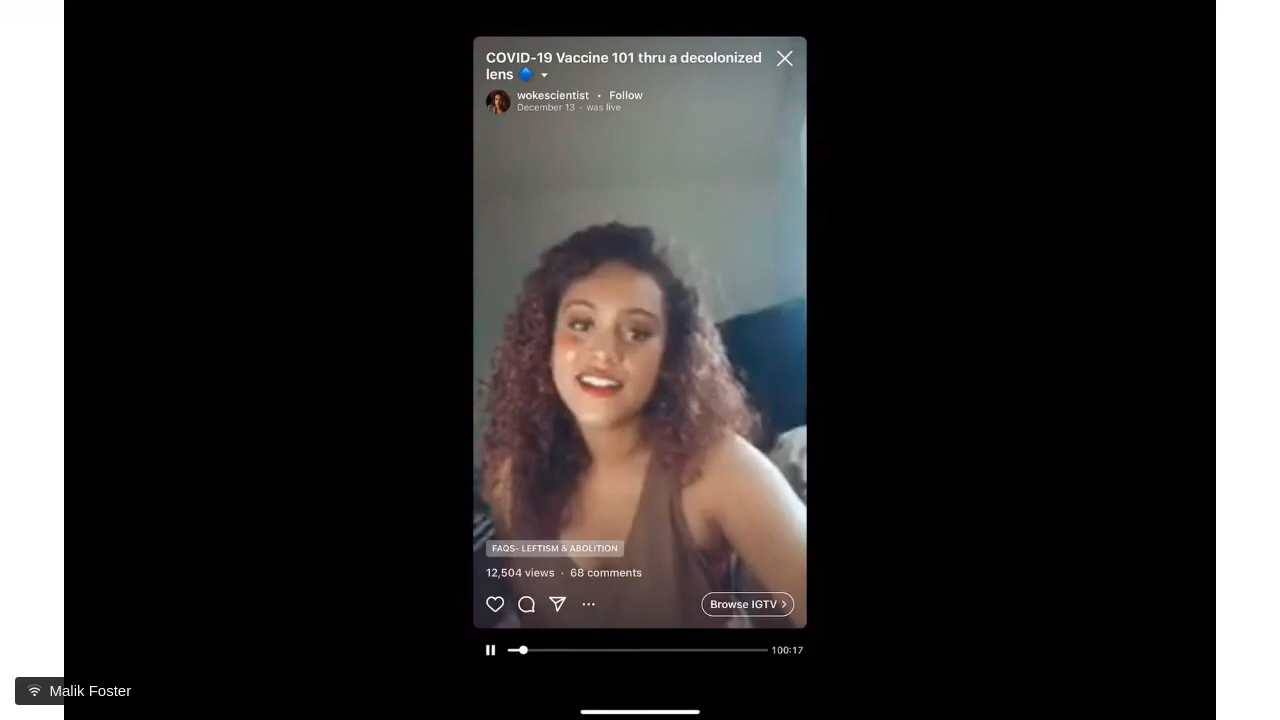 COVID-19 Vaccine 101 thru a decolonized
lens
wokescientist • Follow
December 13 · was live
FAQS- LEFTISM & ABOLITION
12,504 views · 68 comments
Browse IGTV >
100:17
Malik Foster